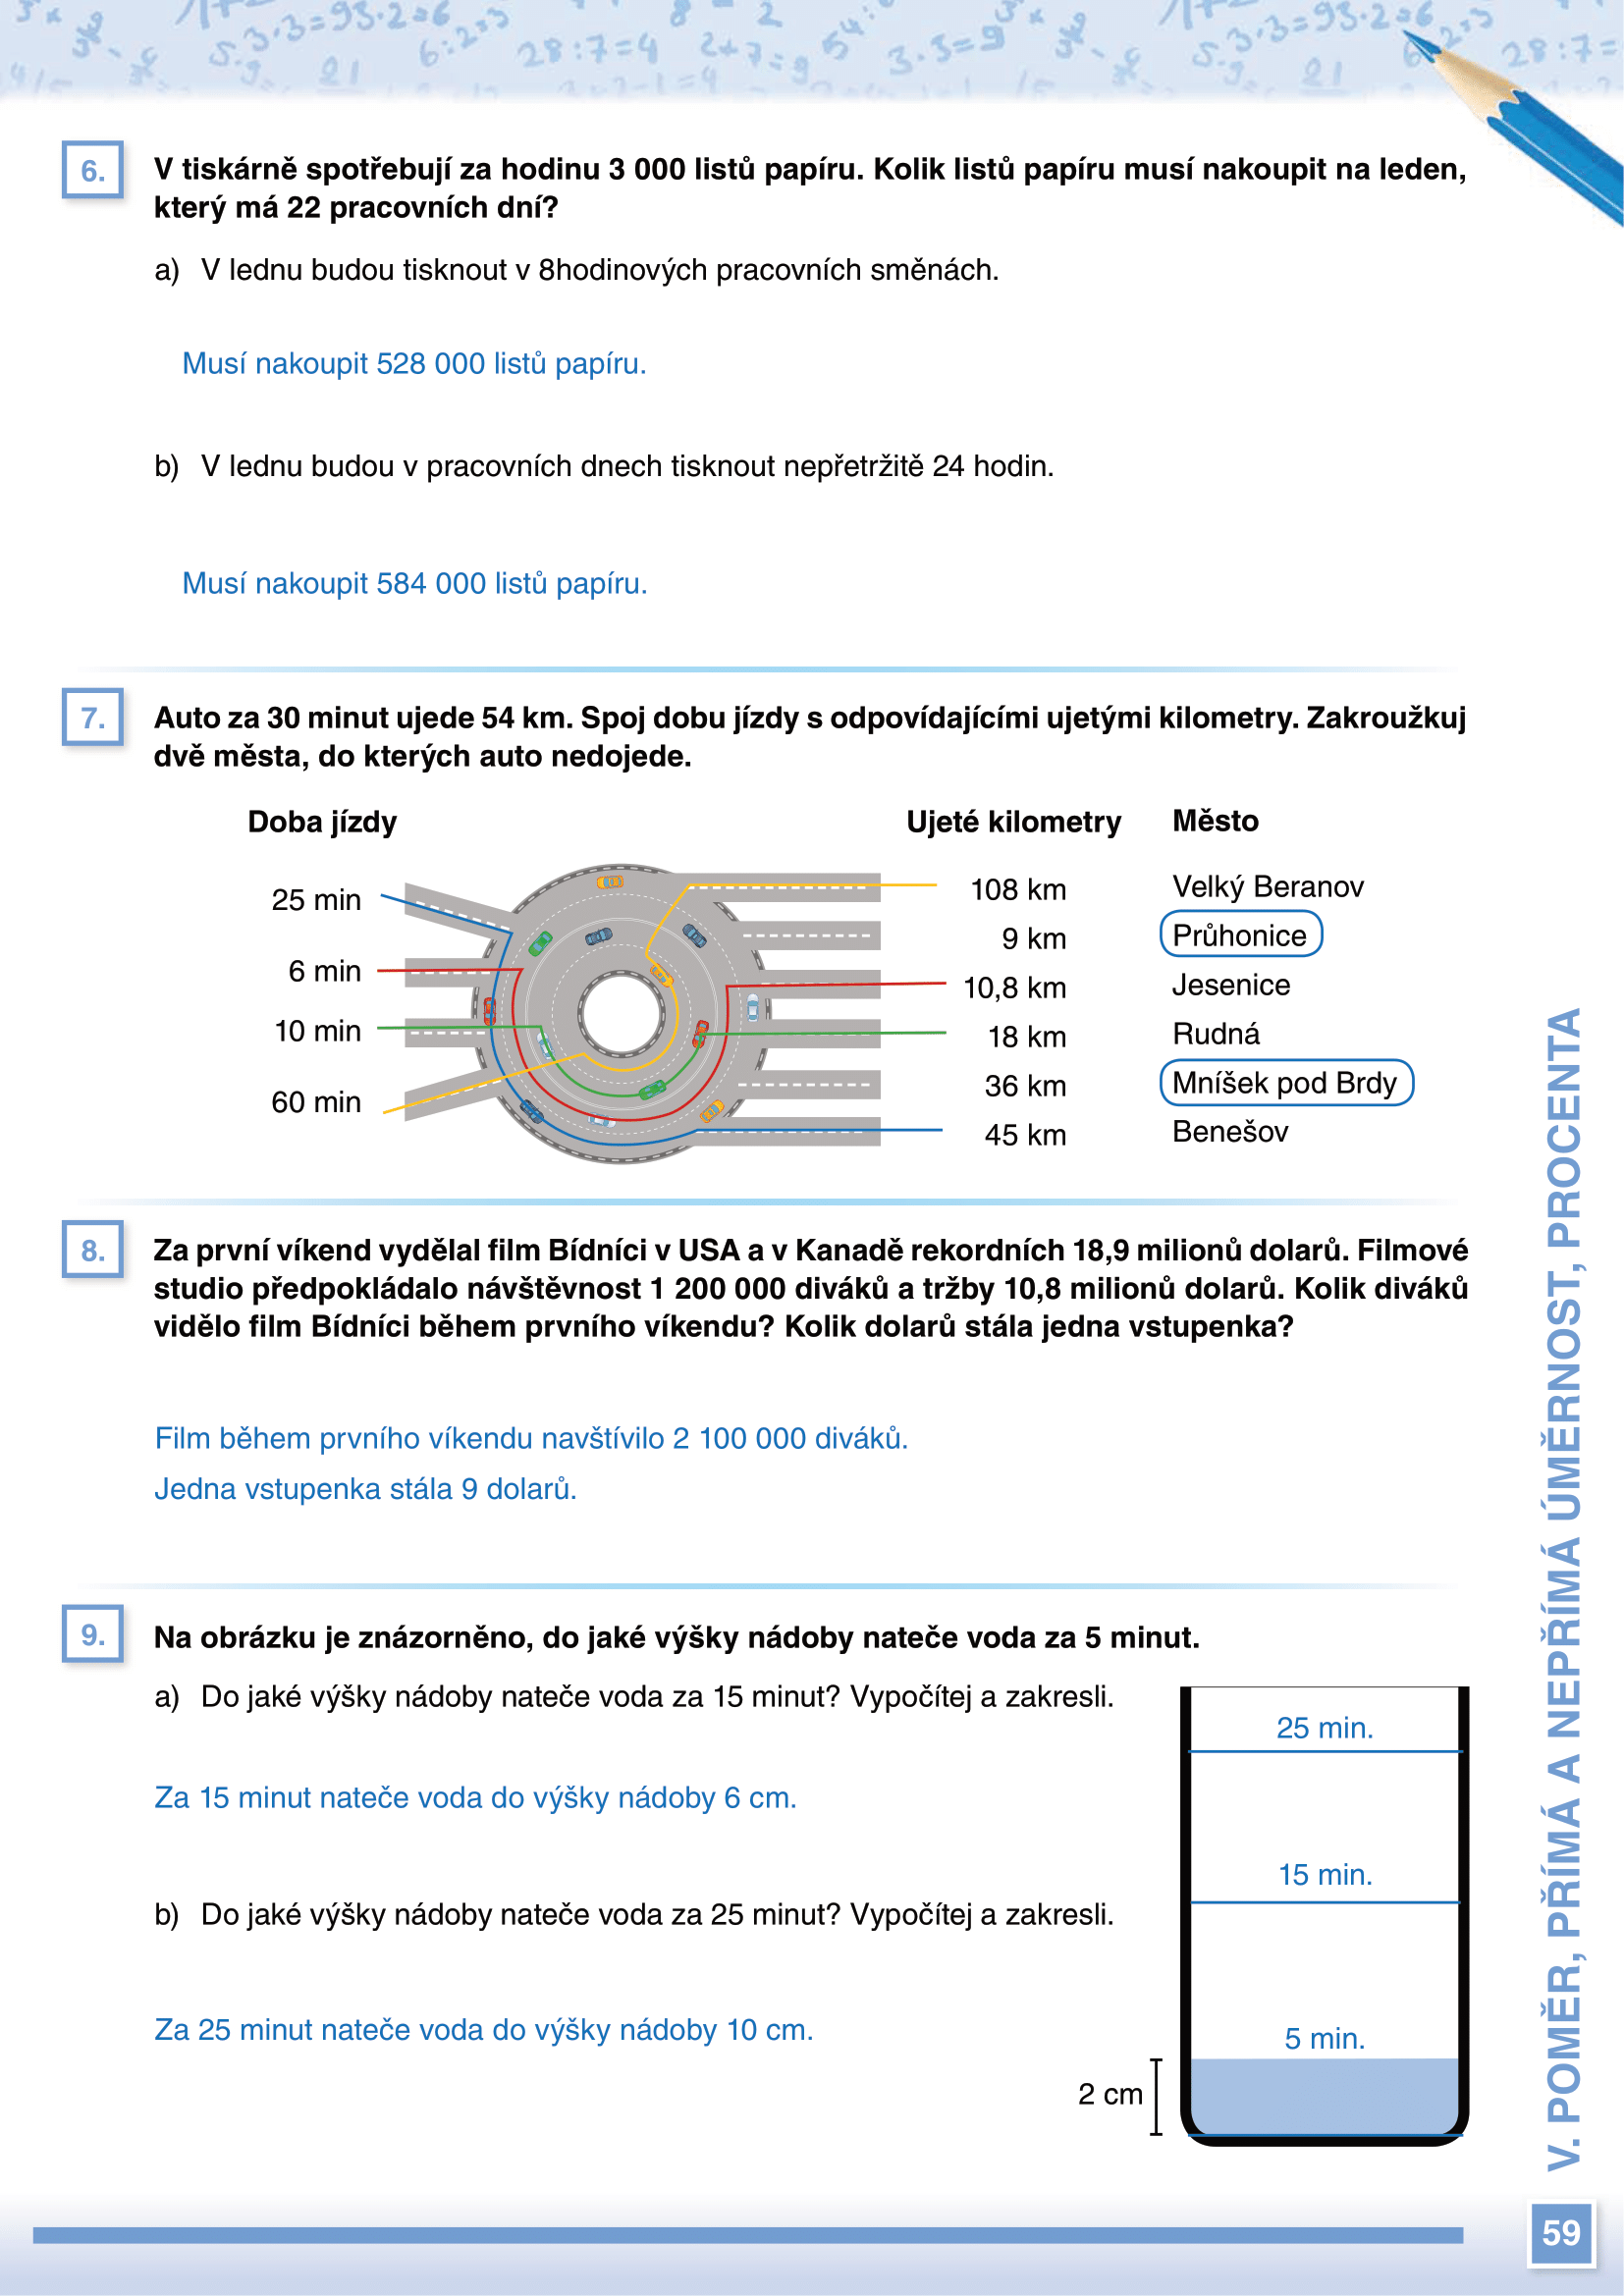 6.
V tiskárně spotřebují za hodinu 3 000 listů papíru. Kolik listů papíru musí nakoupit na leden,
který má 22 pracovních dní?
a) V lednu budou tisknout v 8hodinových pracovních směnách.
Musí nakoupit 528 000 listů papíru.
b) V lednu budou v pracovních dnech tisknout nepřetržitě 24 hodin.
Musí nakoupit 584 000 listů papíru.
7.
Auto za 30 minut ujede 54 km. Spoj dobu jízdy s odpovídajícími ujetými kilometry. Zakroužkuj
dvě města, do kterých auto nedojede.
Doba jízdy Ujeté kilometry Město
25 min
6 min
10 min
60 min
108 km Velký Beranov
9 km Průhonice
10,8 km Jesenice
18 km Rudná
36 km Mníšek pod Brdy
45 km Benešov
8.
Za první víkend vydělal film Bídníci v USA a v Kanadě rekordních 18,9 milionů dolarů. Filmové
studio předpokládalo návštěvnost 1 200 000 diváků a tržby 10,8 milionů dolarů. Kolik diváků
vidělo film Bídníci během prvního víkendu? Kolik dolarů stála jedna vstupenka?
Film během prvního víkendu navštívilo 2 100 000 diváků.
Jedna vstupenka stála 9 dolarů.
9.
Na obrázku je znázorněno, do jaké výšky nádoby nateče voda za 5 minut.
a) Do jaké výšky nádoby nateče voda za 15 minut? Vypočítej a zakresli.
Za 15 minut nateče voda do výšky nádoby 6 cm.
b) Do jaké výšky nádoby nateče voda za 25 minut? Vypočítej a zakresli.
Za 25 minut nateče voda do výšky nádoby 10 cm.
25 min.
15 min.
5 min.
2 cm
V. POMĚR, PŘÍMÁ A NEPŘÍMÁ ÚMĚRNOST, PROCENTA
59